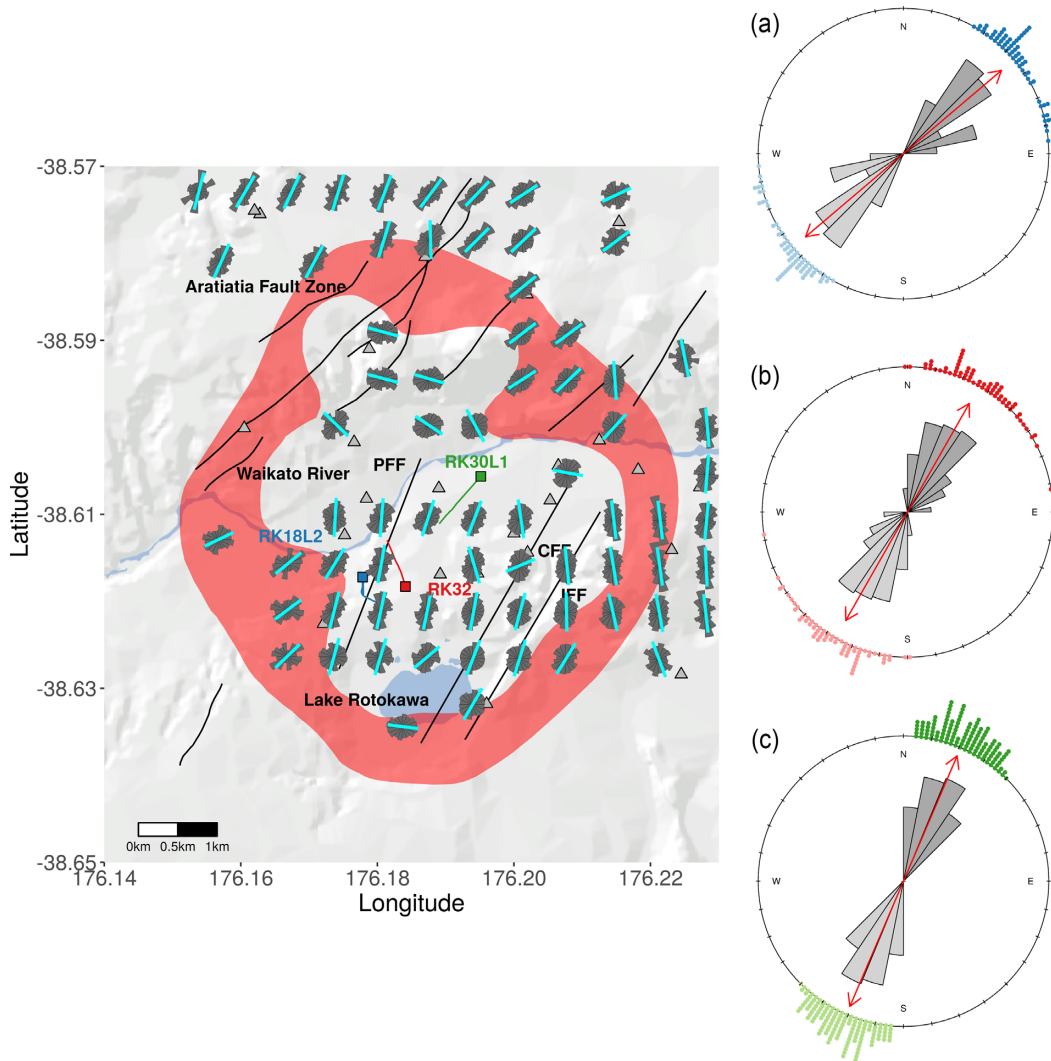 -38.57
-38.59
-38.61
-38.63
-38.65
Latitude
176.14
176.16
176.18
176.20
176.22
Longitude
Aratiatia Fault Zone
Waikato River
PFF
RK30L1
RK18L2
RK32
CFF
IFF
Lake Rotokawa
0km 0.5km 1km
(a)
N
W
E
S
(b)
N
W
E
S
(c)
N
W
E
S